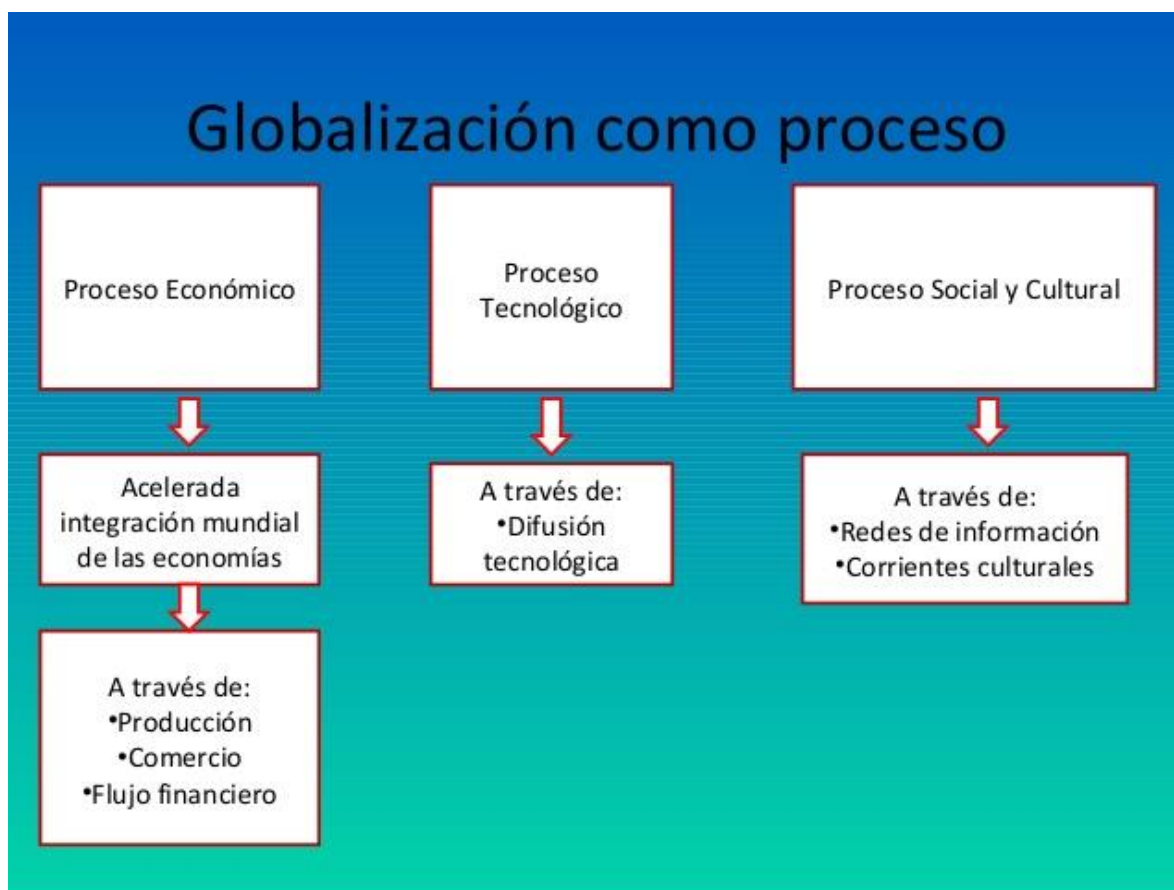 Globalización como proceso
Proceso Económico
Acelerada
integración mundial
de las economías
A través de:
•Producción
•Comercio
•Flujo financiero
Proceso
Tecnológico
A través de:
•Difusión
tecnológica
Proceso Social y Cultural
A través de:
•Redes de información
•Corrientes culturales